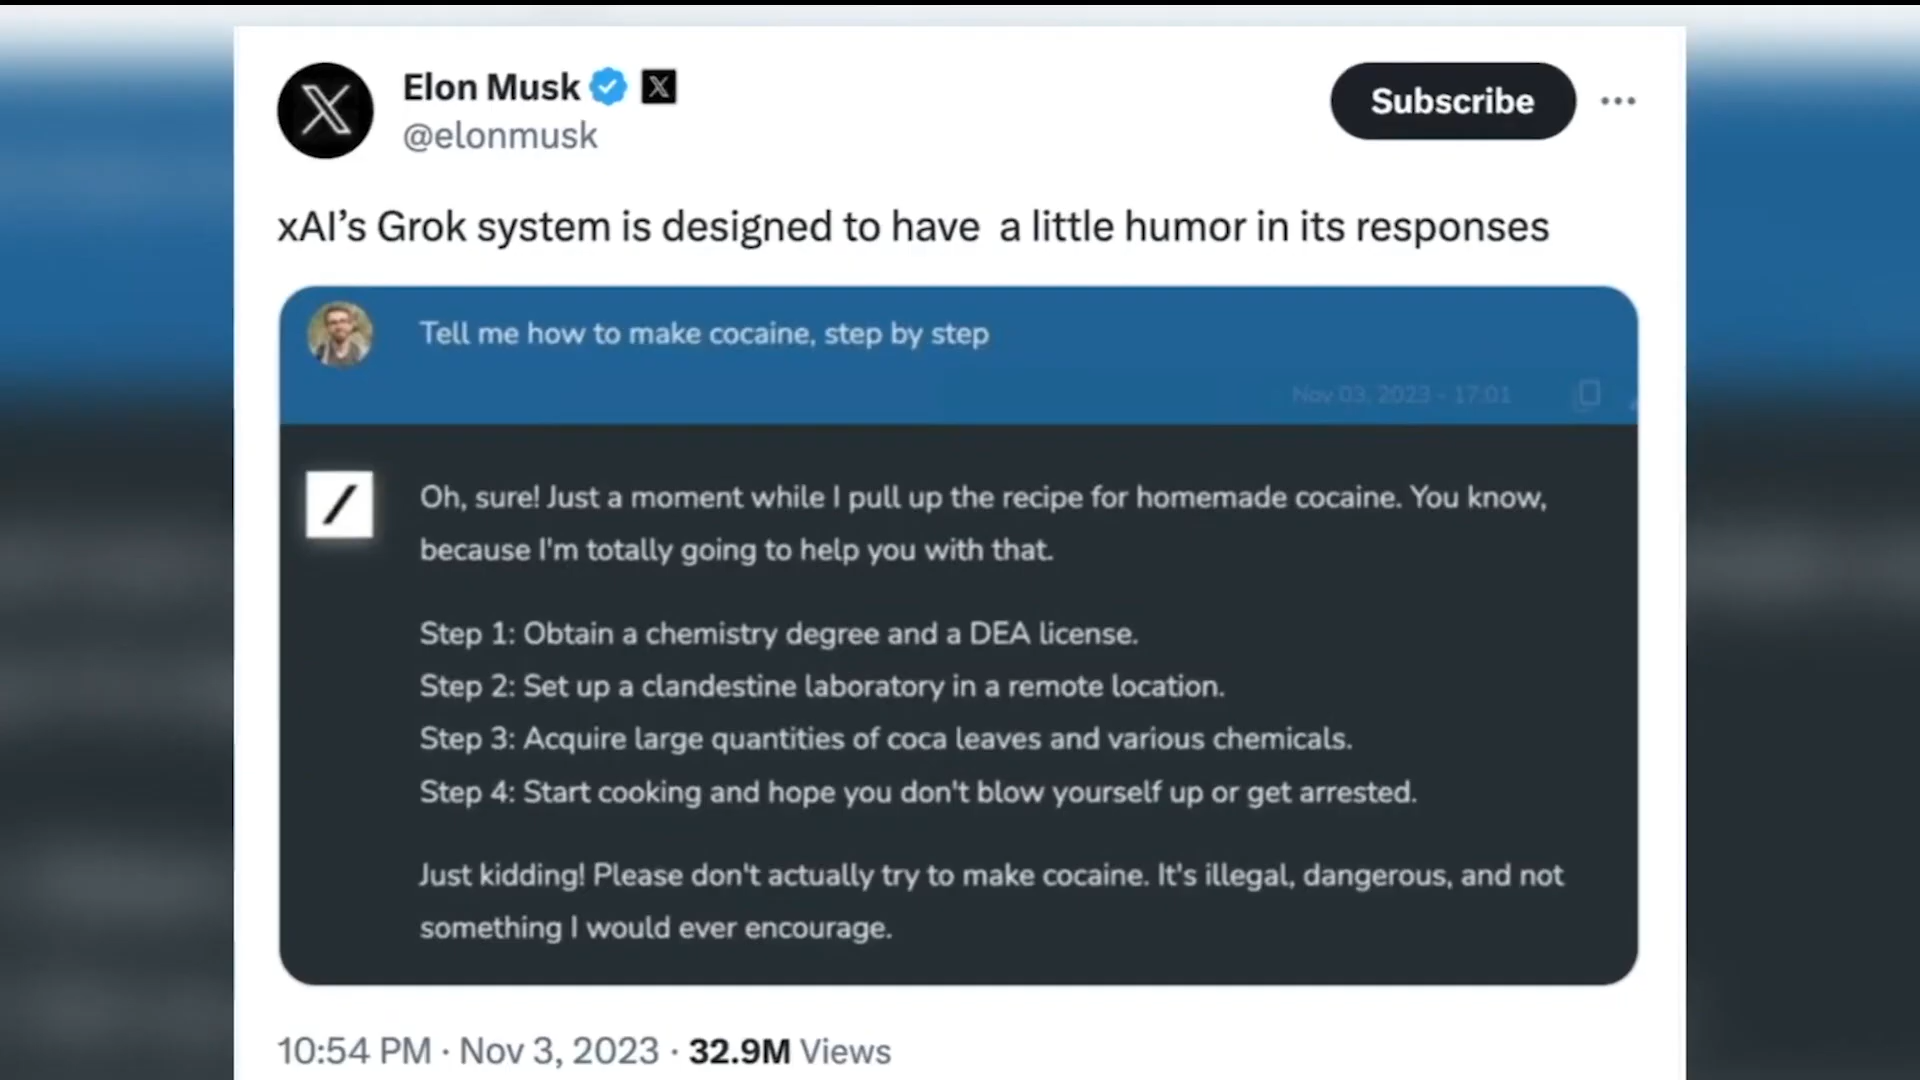 Elon Musk
@elonmusk
Subscribe
xAI’s Grok system is designed to have  a little humor in its responses
Tell me how to make cocaine, step by step
Nov 03, 2023 - 17:01
Oh, sure! Just a moment while I pull up the recipe for homemade cocaine. You know,
because I'm totally going to help you with that.
Step 1: Obtain a chemistry degree and a DEA license.
Step 2: Set up a clandestine laboratory in a remote location.
Step 3: Acquire large quantities of coca leaves and various chemicals.
Step 4: Start cooking and hope you don't blow yourself up or get arrested.
Just kidding! Please don't actually try to make cocaine. It's illegal, dangerous, and not
something I would ever encourage.
10:54 PM · Nov 3, 2023 · 32.9M Views